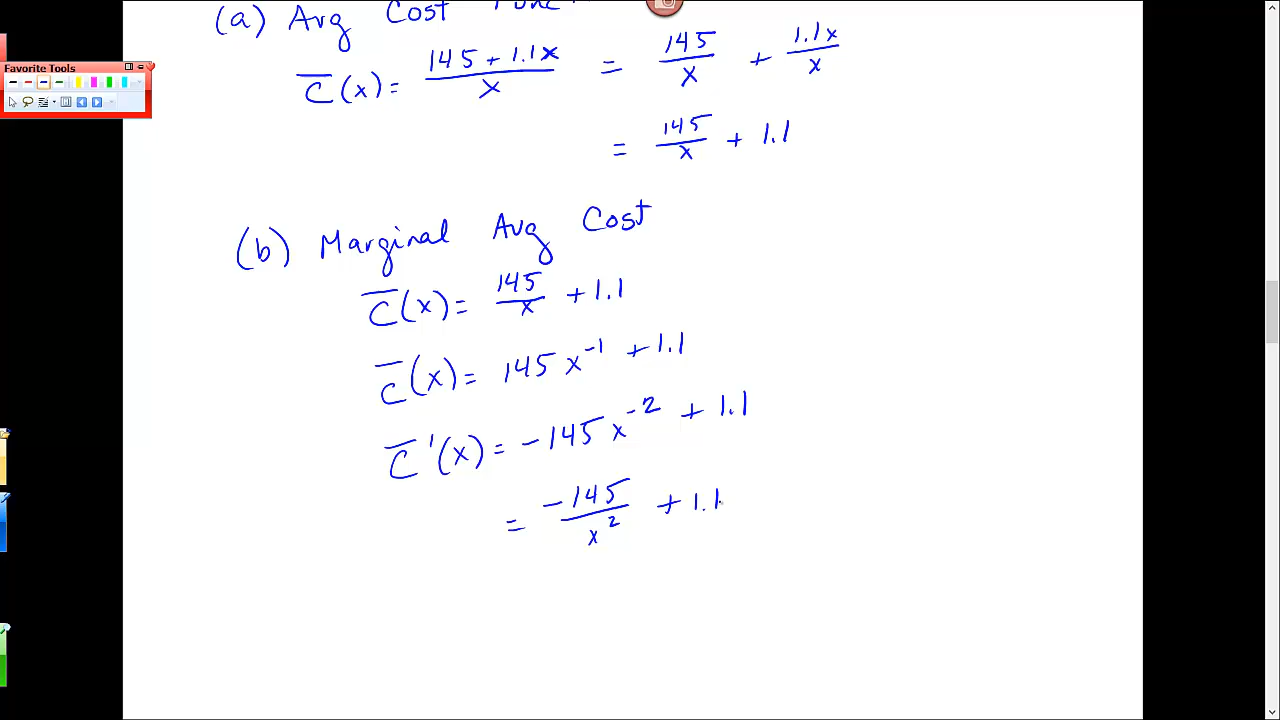 (a) Avg Cost Func
C̅(x) = (145 + 1.1x)/x = 145/x + 1.1x/x
= 145/x + 1.1
Favorite Tools
(b) Marginal Avg Cost
C̅(x) = 145/x + 1.1
C̅(x) = 145x⁻¹ + 1.1
C̅'(x) = -145x⁻² + 1.1
= -145/x² + 1.1